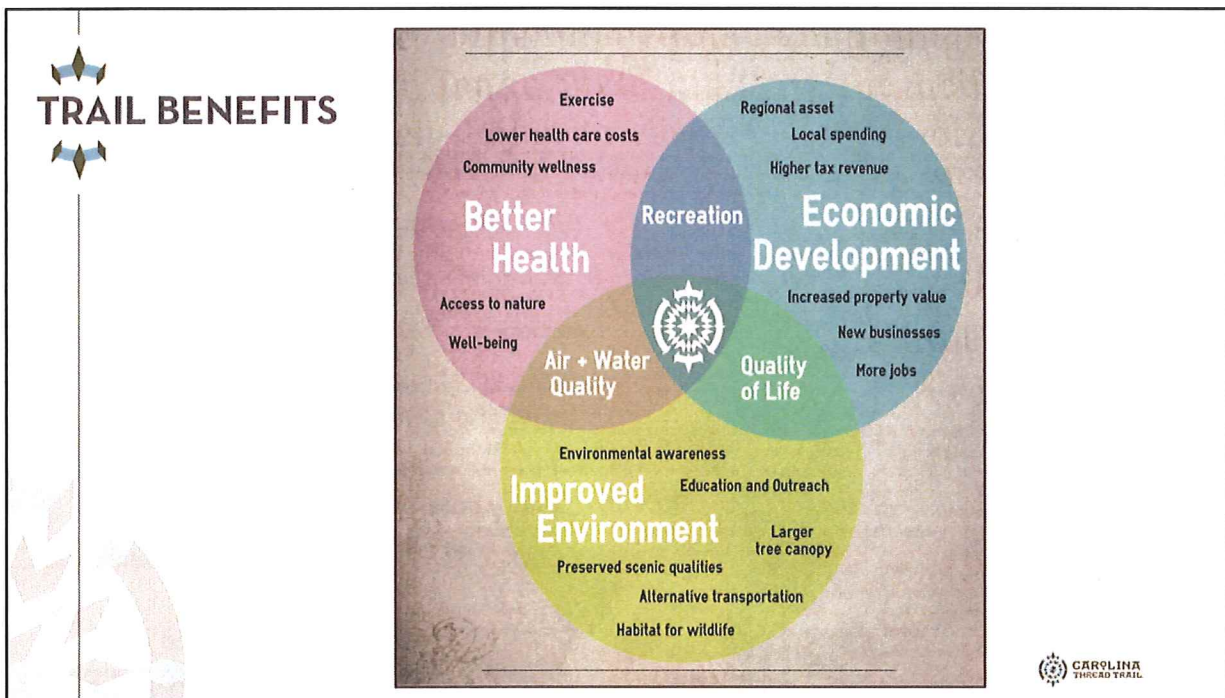 TRAIL BENEFITS
Exercise
Lower health care costs
Community wellness
Better
Health
Access to nature
Well-being
Recreation
Regional asset
Local spending
Higher tax revenue
Economic
Development
Increased property value
New businesses
More jobs
Air + Water
Quality
Quality
of Life
Environmental awareness
Education and Outreach
Improved
Environment
Larger
tree canopy
Preserved scenic qualities
Alternative transportation
Habitat for wildlife
CAROLINA
THREAD TRAIL